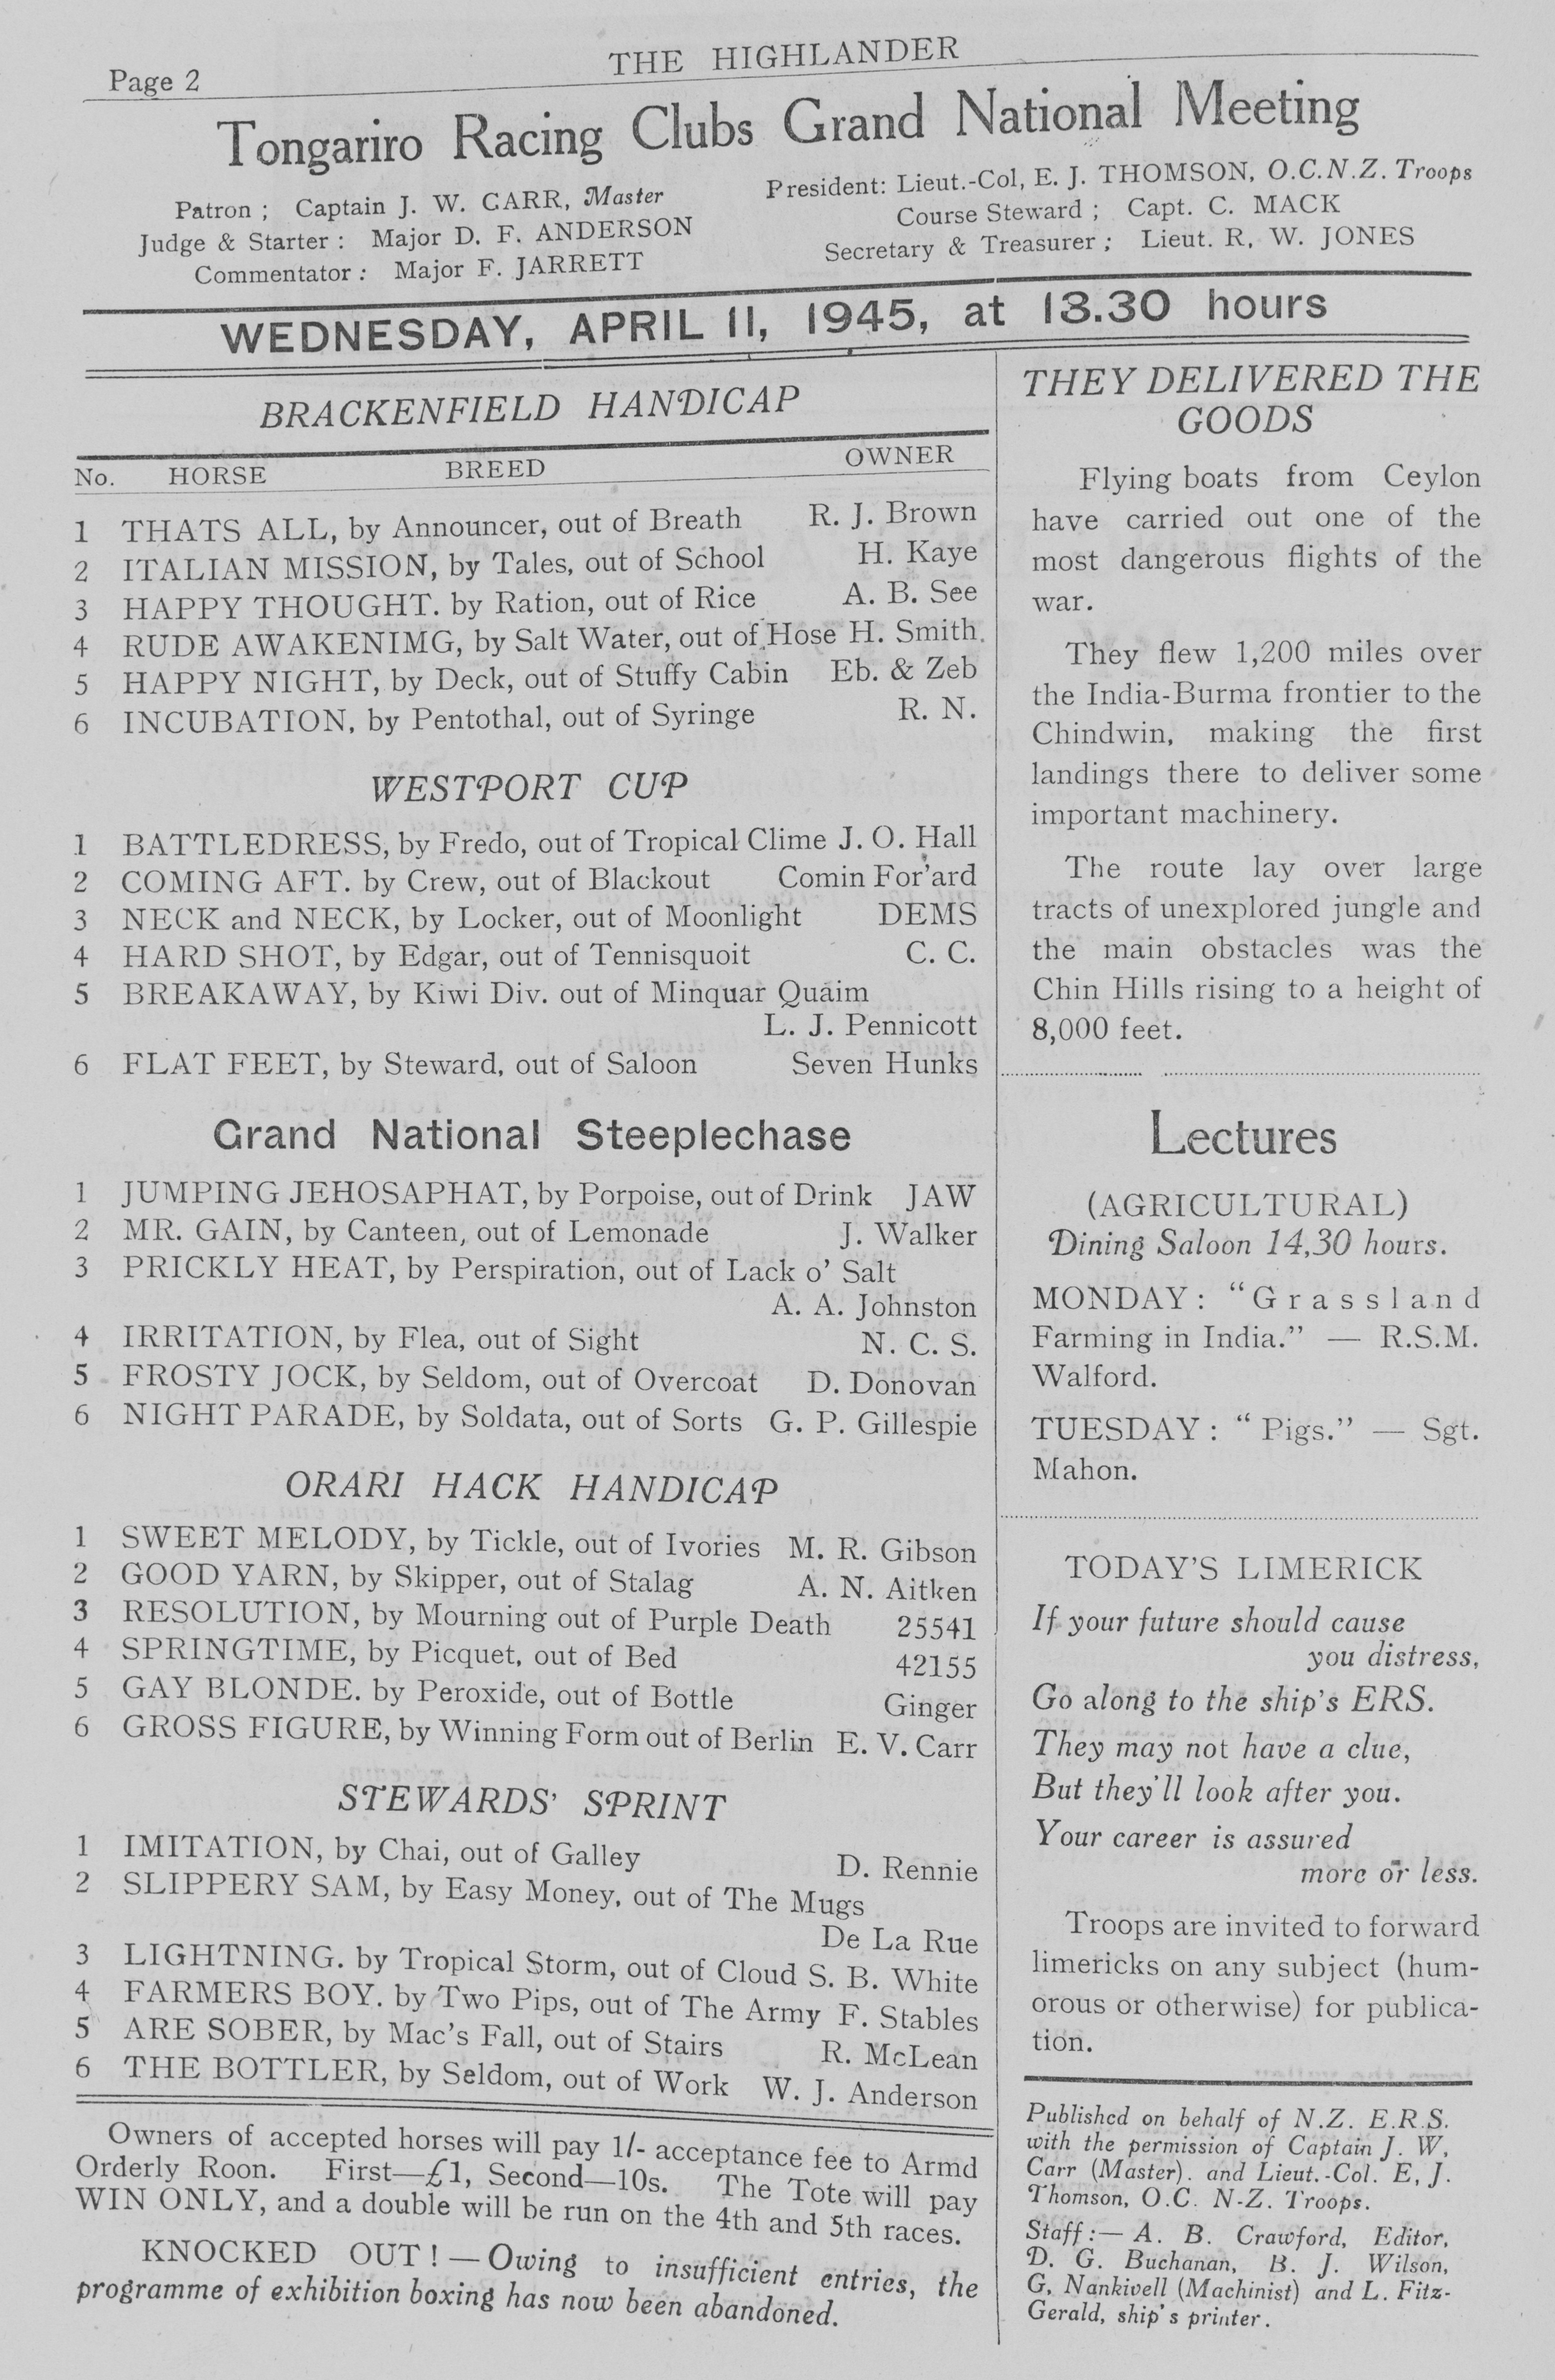 Page 2
THE HIGHLANDER
Tongariro Racing Clubs Grand National Meeting
Patron ; Captain J. W. CARR, Master
Judge & Starter : Major D. F. ANDERSON
Commentator : Major F. JARRETT
President: Lieut.-Col, E. J. THOMSON, O.C.N.Z. Troops
Course Steward ; Capt. C. MACK
Secretary & Treasurer ; Lieut. R, W. JONES
WEDNESDAY, APRIL 11, 1945, at 13.30 hours
BRACKENFIELD HANDICAP
No. HORSE BREED OWNER
1 THATS ALL, by Announcer, out of Breath R. J. Brown
2 ITALIAN MISSION, by Tales, out of School H. Kaye
3 HAPPY THOUGHT. by Ration, out of Rice A. B. See
4 RUDE AWAKENIMG, by Salt Water, out of Hose H. Smith.
5 HAPPY NIGHT, by Deck, out of Stuffy Cabin Eb. & Zeb
6 INCUBATION, by Pentothal, out of Syringe R. N.
WESTPORT CUP
1 BATTLEDRESS, by Fredo, out of Tropical Clime J. O. Hall
2 COMING AFT. by Crew, out of Blackout Comin For'ard
3 NECK and NECK, by Locker, out of Moonlight DEMS
4 HARD SHOT, by Edgar, out of Tennisquoit C. C.
5 BREAKAWAY, by Kiwi Div. out of Minquar Quaim
L. J. Pennicott
6 FLAT FEET, by Steward, out of Saloon Seven Hunks
Grand National Steeplechase
1 JUMPING JEHOSAPHAT, by Porpoise, out of Drink JAW
2 MR. GAIN, by Canteen, out of Lemonade J. Walker
3 PRICKLY HEAT, by Perspiration, out of Lack o' Salt
A. A. Johnston
4 IRRITATION, by Flea, out of Sight N. C. S.
5 FROSTY JOCK, by Seldom, out of Overcoat D. Donovan
6 NIGHT PARADE, by Soldata, out of Sorts G. P. Gillespie
ORARI HACK HANDICAP
1 SWEET MELODY, by Tickle, out of Ivories M. R. Gibson
2 GOOD YARN, by Skipper, out of Stalag A. N. Aitken
3 RESOLUTION, by Mourning out of Purple Death 25541
4 SPRINGTIME, by Picquet, out of Bed 42155
5 GAY BLONDE. by Peroxide, out of Bottle Ginger
6 GROSS FIGURE, by Winning Form out of Berlin E. V. Carr
STEWARDS' SPRINT
1 IMITATION, by Chai, out of Galley D. Rennie
2 SLIPPERY SAM, by Easy Money, out of The Mugs
De La Rue
3 LIGHTNING. by Tropical Storm, out of Cloud S. B. White
4 FARMERS BOY. by Two Pips, out of The Army F. Stables
5 ARE SOBER, by Mac's Fall, out of Stairs R. McLean
6 THE BOTTLER, by Seldom, out of Work W. J. Anderson
Owners of accepted horses will pay 1/- acceptance fee to Armd
Orderly Roon. First—£1, Second—10s. The Tote will pay
WIN ONLY, and a double will be run on the 4th and 5th races.
KNOCKED OUT ! — Owing to insufficient entries, the
programme of exhibition boxing has now been abandoned.
THEY DELIVERED THE
GOODS
Flying boats from Ceylon
have carried out one of the
most dangerous flights of the
war.
They flew 1,200 miles over
the India-Burma frontier to the
Chindwin, making the first
landings there to deliver some
important machinery.
The route lay over large
tracts of unexplored jungle and
the main obstacles was the
Chin Hills rising to a height of
8,000 feet.
Lectures
(AGRICULTURAL)
Dining Saloon 14,30 hours.
MONDAY : "Grassland
Farming in India." — R.S.M.
Walford.
TUESDAY : "Pigs." — Sgt.
Mahon.
TODAY'S LIMERICK
If your future should cause
you distress,
Go along to the ship's ERS.
They may not have a clue,
But they'll look after you.
Your career is assured
more or less.
Troops are invited to forward
limericks on any subject (hum-
orous or otherwise) for publica-
tion.
Published on behalf of N.Z. E.R.S.
with the permission of Captain J. W,
Carr (Master). and Lieut.-Col. E, J.
Thomson, O.C. N-Z. Troops.
Staff :— A. B. Crawford, Editor,
D. G. Buchanan, B. J. Wilson,
G, Nankivell (Machinist) and L. Fitz-
Gerald, ship's printer.